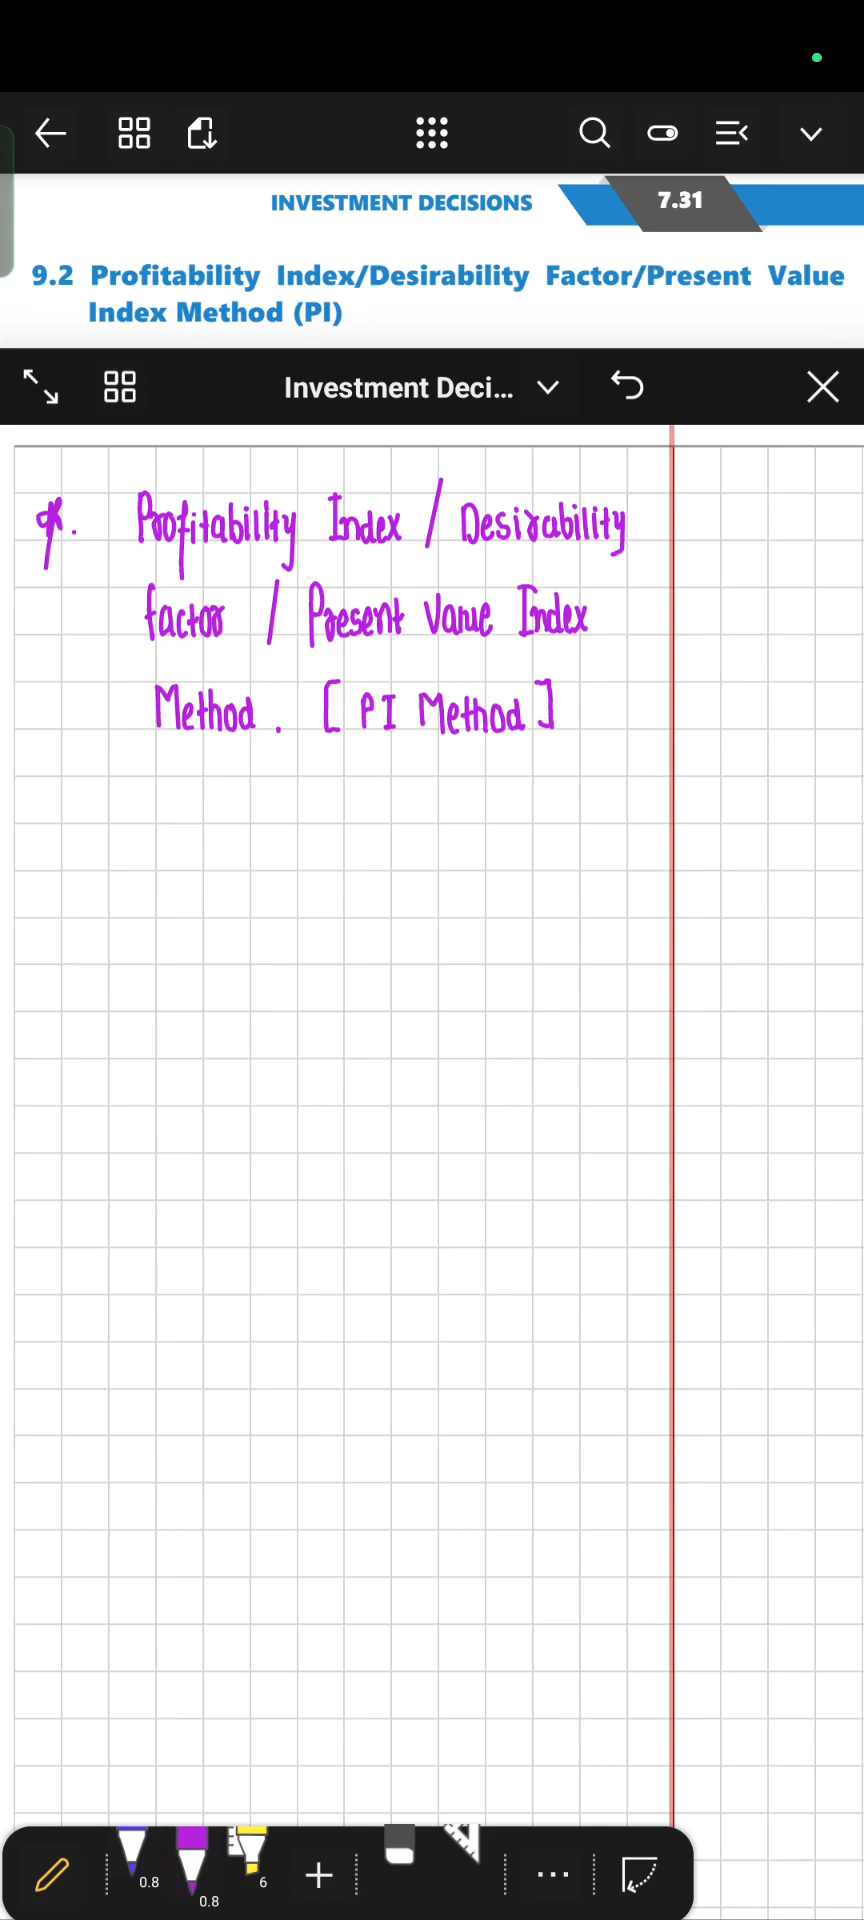 INVESTMENT DECISIONS 7.31
9.2 Profitability Index/Desirability Factor/Present Value
Index Method (PI)
Investment Deci...
Profitability Index / Desirability
factor / Present Value Index
Method. [PI Method]
0.8
0.8
6